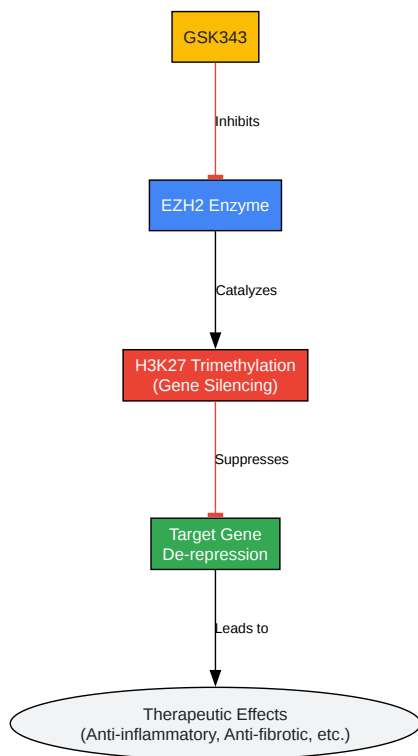 GSK343
Inhibits
EZH2 Enzyme
Catalyzes
H3K27 Trimethylation
(Gene Silencing)
Suppresses
Target Gene
De-repression
Leads to
Therapeutic Effects
(Anti-inflammatory, Anti-fibrotic, etc.)